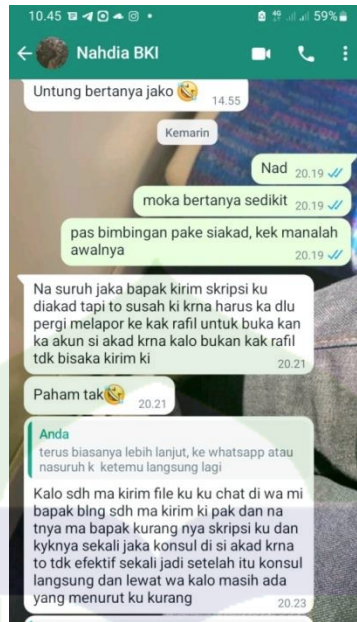 10.45
59%
Nahdia BKI
Untung bertanya jako 🤣
14.55
Kemarin
Nad 20.19
moka bertanya sedikit 20.19
pas bimbingan pake siakad, kek manalah
awalnya
20.19
Na suruh jaka bapak kirim skripsi ku
diakad tapi to susah ki krna harus ka dlu
pergi melapor ke kak rafil untuk buka kan
ka akun si akad krna kalo bukan kak rafil
tdk bisaka kirim ki
20.21
Paham tak🤣 20.21
Anda
terus biasanya lebih lanjut, ke whatsapp atau
nasuruh k ketemu langsung lagi
Kalo sdh ma kirim file ku ku chat di wa mi
bapak blng sdh ma kirim ki pak dan na
tnya ma bapak kurang nya skripsi ku dan
kyknya sekali jaka konsul di si akad krna
to tdk efektif sekali jadi setelah itu konsul
langsung dan lewat wa kalo masih ada
yang menurut ku kurang
20.23